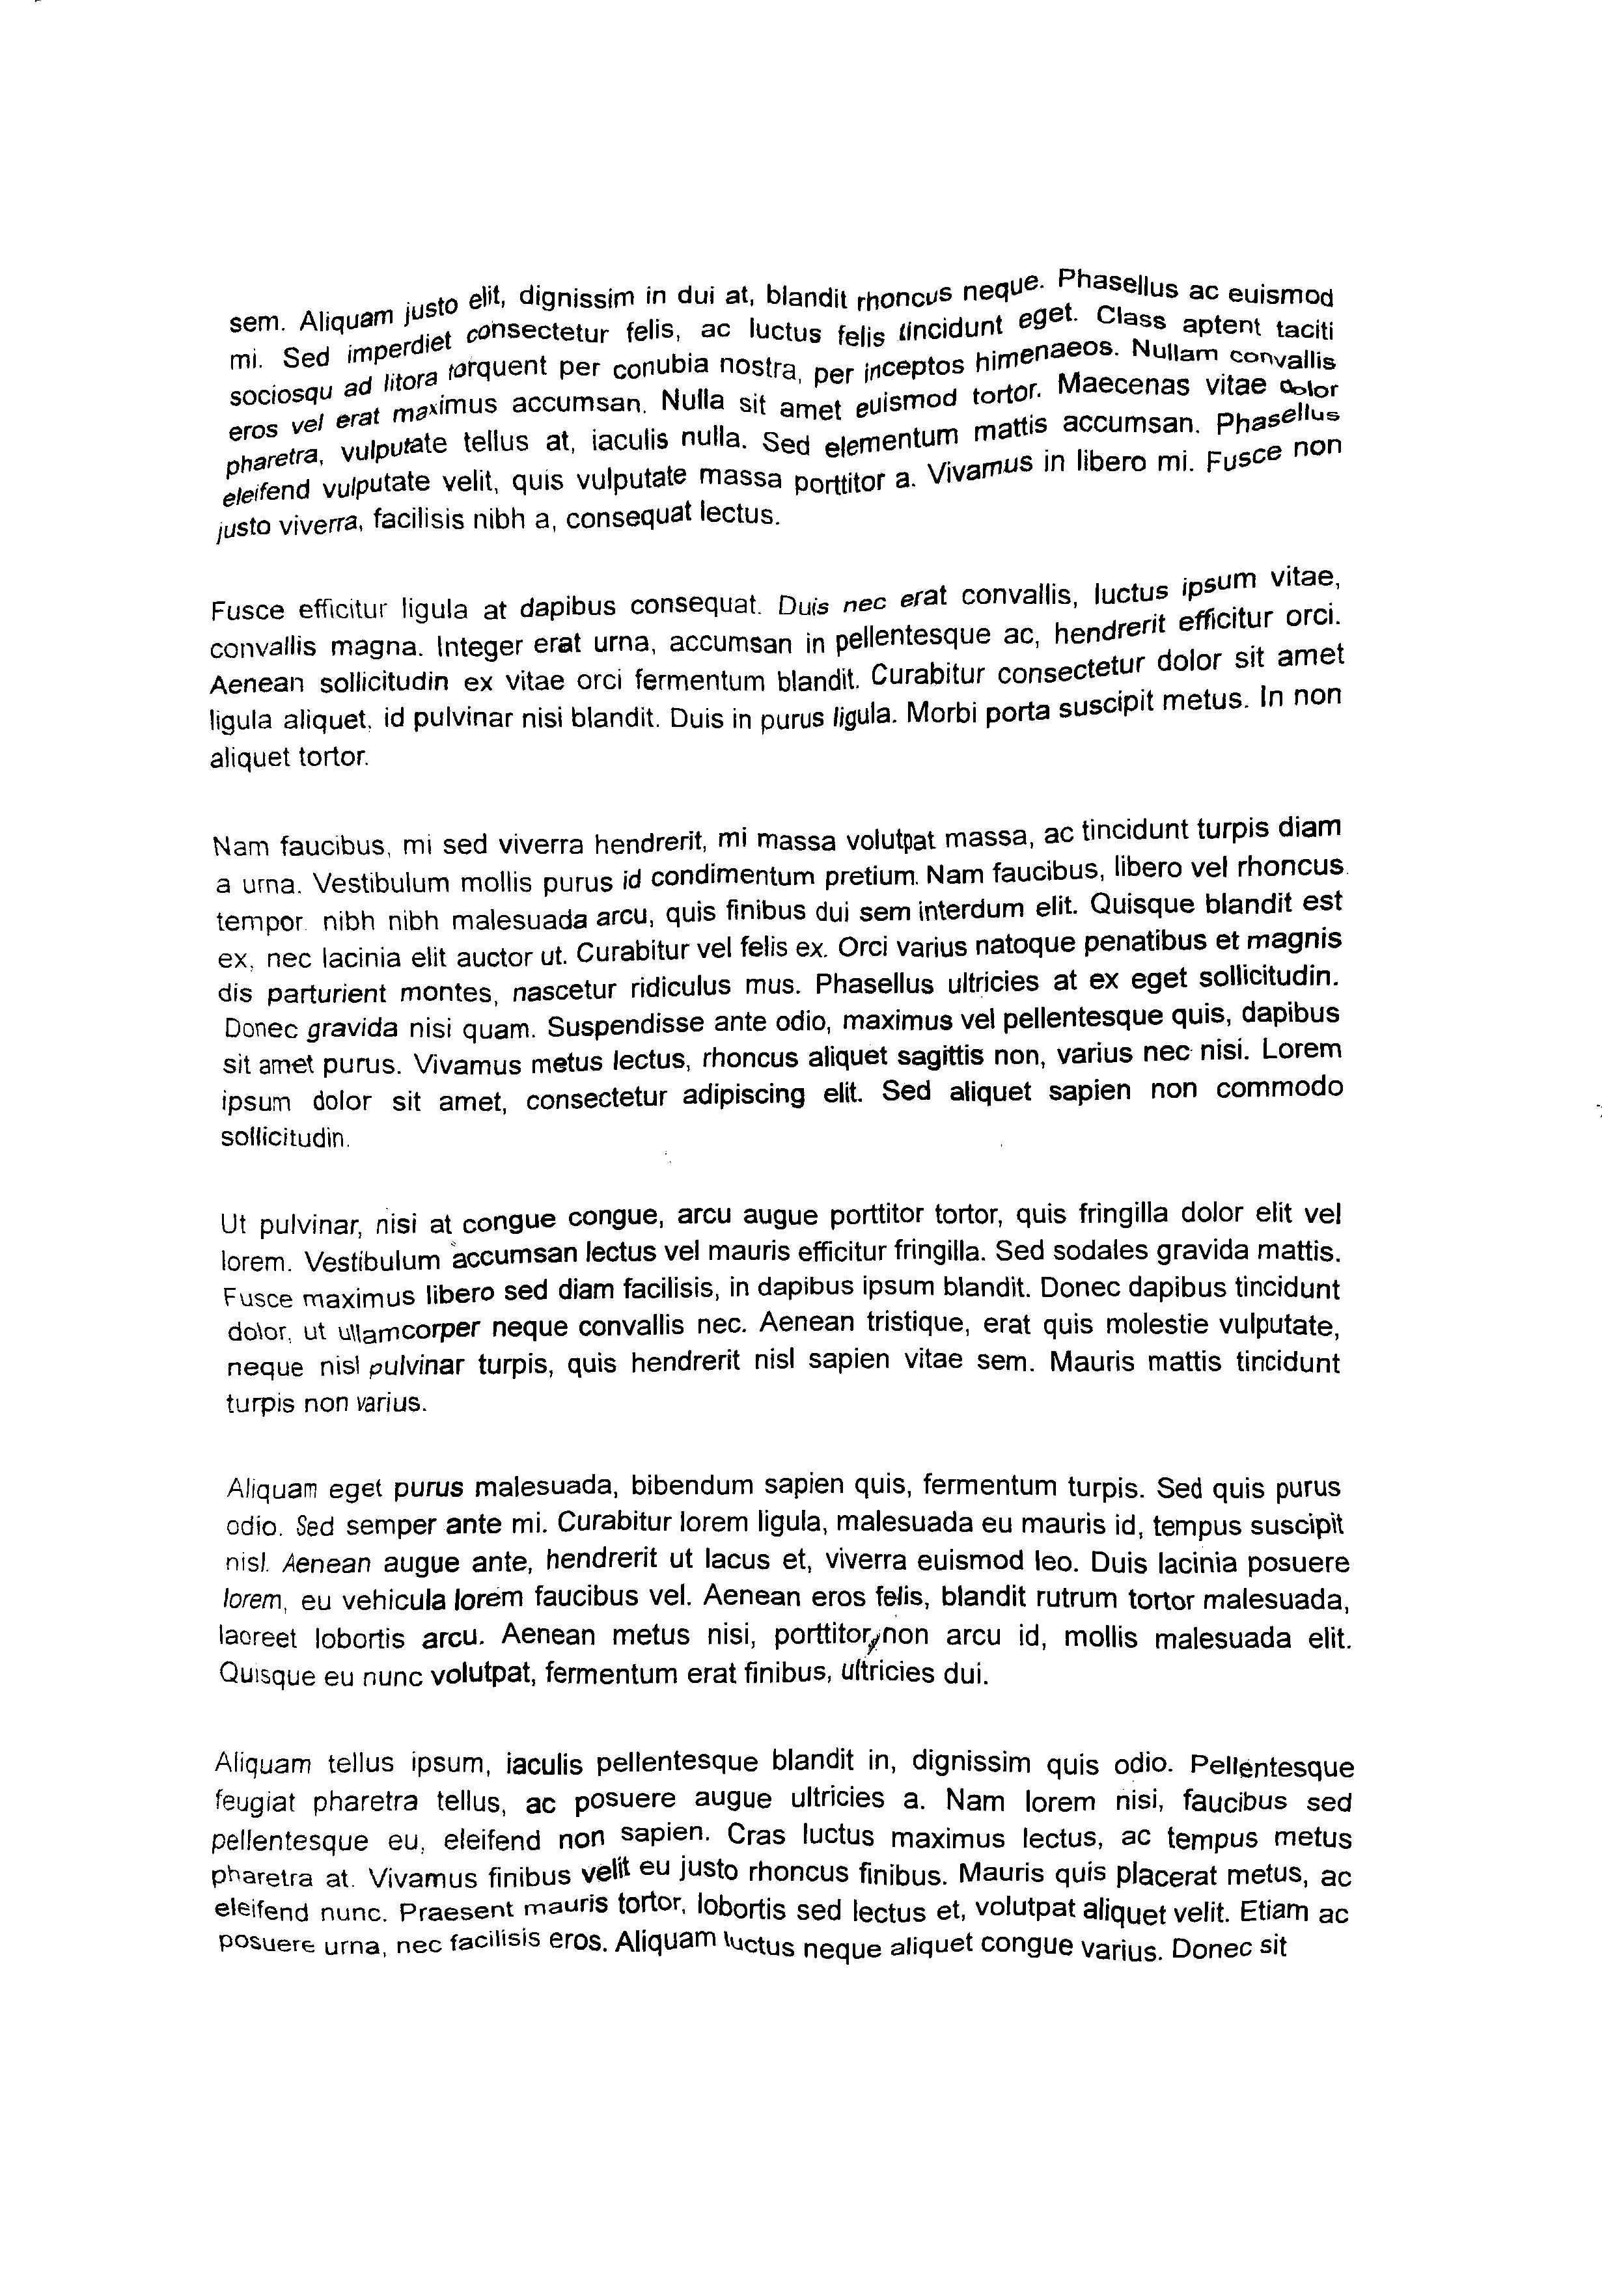 sem. Aliquam justo elit, dignissim in dui at, blandit rhoncus neque. Phasellus ac euismod
mi. Sed imperdiet consectetur felis, ac luctus felis tincidunt eget. Class aptent taciti
sociosqu ad litora torquent per conubia nostra, per inceptos himenaeos. Nullam convallis
eros vel erat maximus accumsan. Nulla sit amet euismod tortor. Maecenas vitae dolor
pharetra, vulputate tellus at, iaculis nulla. Sed elementum mattis accumsan. Phasellus
eleifend vulputate velit, quis vulputate massa porttitor a. Vivamus in libero mi. Fusce non
justo viverra, facilisis nibh a, consequat lectus.
Fusce efficitur ligula at dapibus consequat. Duis nec erat convallis, luctus ipsum vitae,
convallis magna. Integer erat urna, accumsan in pellentesque ac, hendrerit efficitur orci.
Aenean sollicitudin ex vitae orci fermentum blandit. Curabitur consectetur dolor sit amet
ligula aliquet, id pulvinar nisi blandit. Duis in purus ligula. Morbi porta suscipit metus. In non
aliquet tortor.
Nam faucibus, mi sed viverra hendrerit, mi massa volutpat massa, ac tincidunt turpis diam
a urna. Vestibulum mollis purus id condimentum pretium. Nam faucibus, libero vel rhoncus
tempor, nibh nibh malesuada arcu, quis finibus dui sem interdum elit. Quisque blandit est
ex, nec lacinia elit auctor ut. Curabitur vel felis ex. Orci varius natoque penatibus et magnis
dis parturient montes, nascetur ridiculus mus. Phasellus ultricies at ex eget sollicitudin.
Donec gravida nisi quam. Suspendisse ante odio, maximus vel pellentesque quis, dapibus
sit amet purus. Vivamus metus lectus, rhoncus aliquet sagittis non, varius nec nisi. Lorem
ipsum dolor sit amet, consectetur adipiscing elit. Sed aliquet sapien non commodo
sollicitudin.
Ut pulvinar, nisi at congue congue, arcu augue porttitor tortor, quis fringilla dolor elit vel
lorem. Vestibulum accumsan lectus vel mauris efficitur fringilla. Sed sodales gravida mattis.
Fusce maximus libero sed diam facilisis, in dapibus ipsum blandit. Donec dapibus tincidunt
dolor, ut ullamcorper neque convallis nec. Aenean tristique, erat quis molestie vulputate,
neque nisl pulvinar turpis, quis hendrerit nisl sapien vitae sem. Mauris mattis tincidunt
turpis non varius.
Aliquam eget purus malesuada, bibendum sapien quis, fermentum turpis. Sed quis purus
odio. Sed semper ante mi. Curabitur lorem ligula, malesuada eu mauris id, tempus suscipit
nisl. Aenean augue ante, hendrerit ut lacus et, viverra euismod leo. Duis lacinia posuere
lorem, eu vehicula lorem faucibus vel. Aenean eros felis, blandit rutrum tortor malesuada,
laoreet lobortis arcu. Aenean metus nisi, porttitor non arcu id, mollis malesuada elit.
Quisque eu nunc volutpat, fermentum erat finibus, ultricies dui.
Aliquam tellus ipsum, iaculis pellentesque blandit in, dignissim quis odio. Pellentesque
feugiat pharetra tellus, ac posuere augue ultricies a. Nam lorem nisi, faucibus sed
pellentesque eu, eleifend non sapien. Cras luctus maximus lectus, ac tempus metus
pharetra at. Vivamus finibus velit eu justo rhoncus finibus. Mauris quis placerat metus, ac
eleifend nunc. Praesent mauris tortor, lobortis sed lectus et, volutpat aliquet velit. Etiam ac
posuere urna, nec facilisis eros. Aliquam luctus neque aliquet congue varius. Donec sit